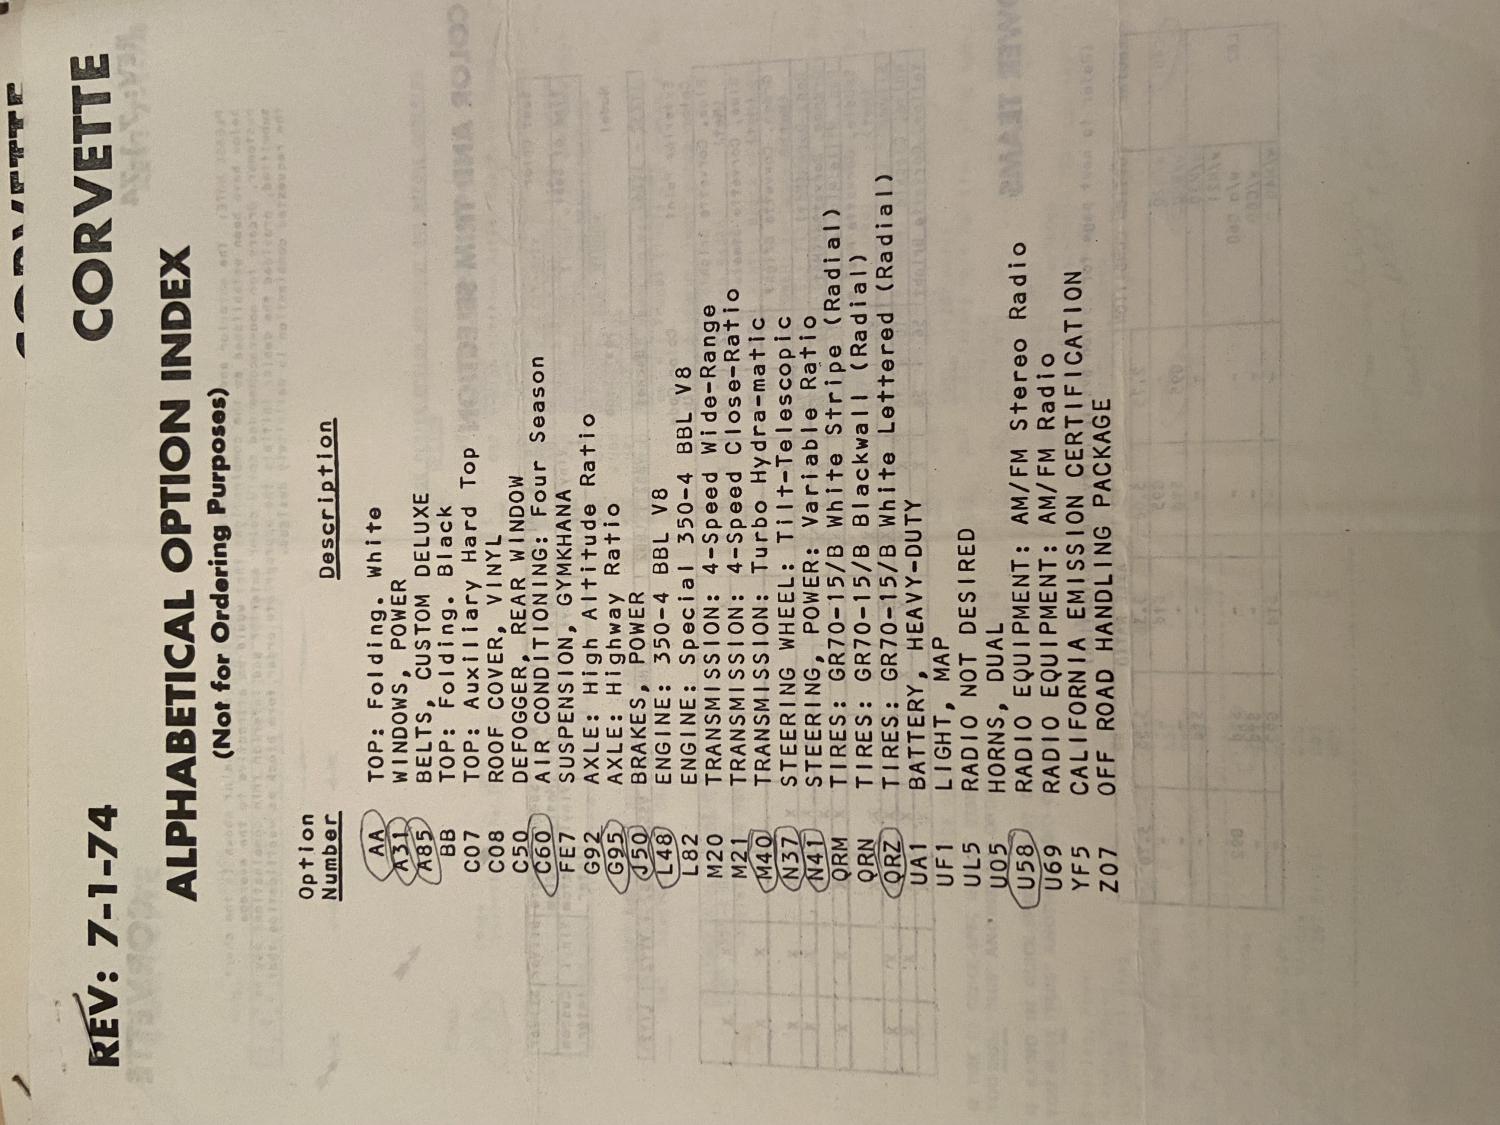 REV: 7-1-74 CORVETTE
ALPHABETICAL OPTION INDEX
(Not for Ordering Purposes)
Option
Number Description
AA TOP: Folding. White
A31 WINDOWS, POWER
A85 BELTS, CUSTOM DELUXE
BB TOP: Folding. Black
C07 TOP: Auxiliary Hard Top
C08 ROOF COVER, VINYL
C50 DEFOGGER, REAR WINDOW
C60 AIR CONDITIONING: Four Season
FE7 SUSPENSION, GYMKHANA
G92 AXLE: High Altitude Ratio
G95 AXLE: Highway Ratio
J50 BRAKES, POWER
L48 ENGINE: 350-4 BBL V8
L82 ENGINE: Special 350-4 BBL V8
M20 TRANSMISSION: 4-Speed Wide-Range
M21 TRANSMISSION: 4-Speed Close-Ratio
M40 TRANSMISSION: Turbo Hydra-matic
N37 STEERING WHEEL: Tilt-Telescopic
N41 STEERING, POWER: Variable Ratio
QRM TIRES: GR70-15/B White Stripe (Radial)
QRN TIRES: GR70-15/B Blackwall (Radial)
QRZ TIRES: GR70-15/B White Lettered (Radial)
UA1 BATTERY, HEAVY-DUTY
UF1 LIGHT, MAP
UL5 RADIO NOT DESIRED
U05 HORNS, DUAL
U58 RADIO EQUIPMENT: AM/FM Stereo Radio
U69 RADIO EQUIPMENT: AM/FM Radio
YF5 CALIFORNIA EMISSION CERTIFICATION
Z07 OFF ROAD HANDLING PACKAGE